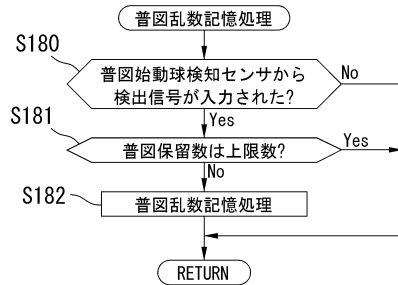 普図乱数記憶処理
S180
普図始動球検知センサから
検出信号が入力された?
No
Yes
S181
普図保留数は上限数?
Yes
No
S182
普図乱数記憶処理
RETURN